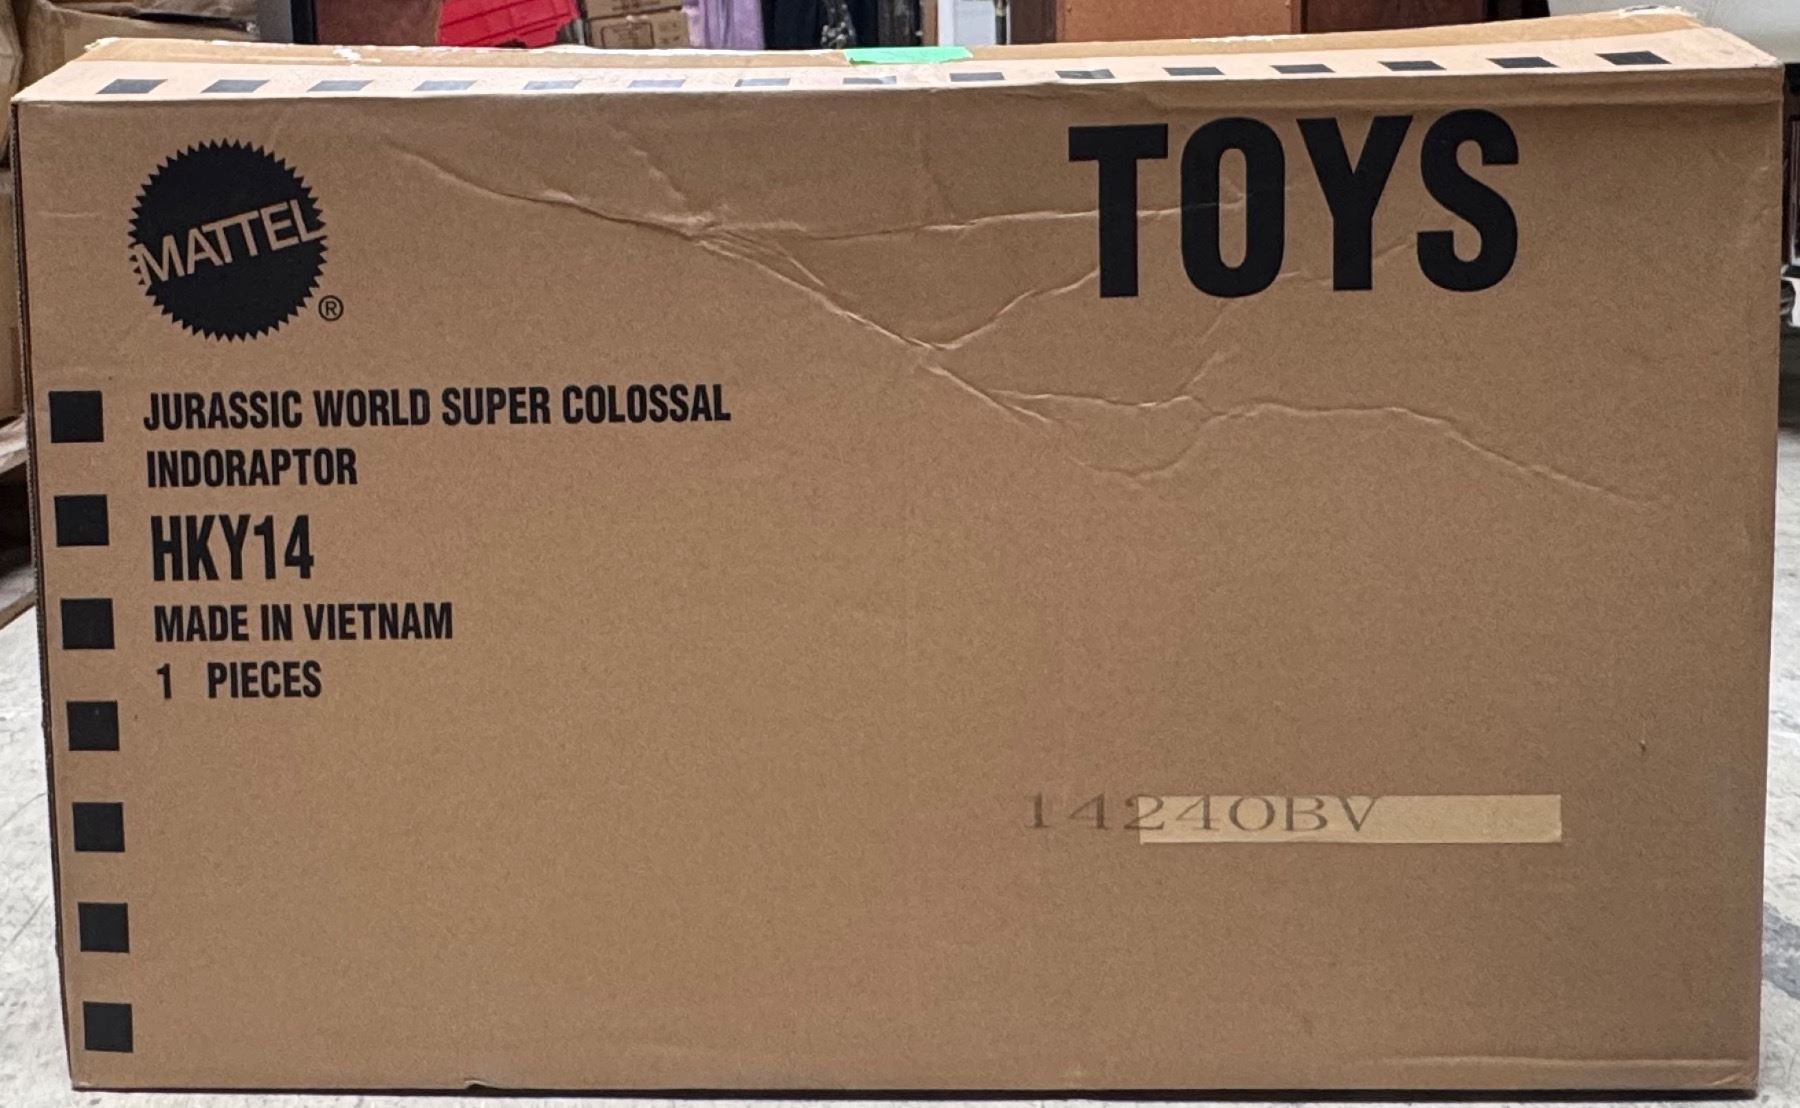 TOYS
MATTEL
®
JURASSIC WORLD SUPER COLOSSAL
INDORAPTOR
HKY14
MADE IN VIETNAM
1 PIECES
14240BV